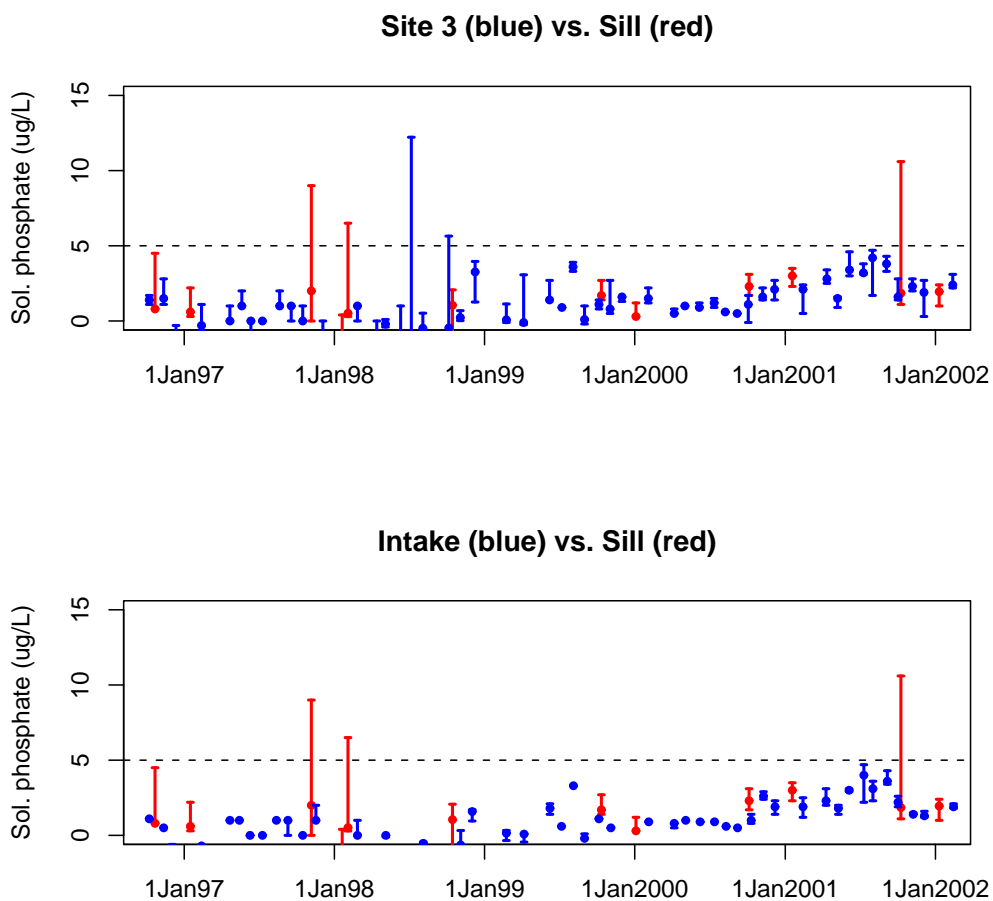 Site 3 (blue) vs. Sill (red)
Sol. phosphate (ug/L)
15
10
5
0
1Jan97 1Jan98 1Jan99 1Jan2000 1Jan2001 1Jan2002
Intake (blue) vs. Sill (red)
Sol. phosphate (ug/L)
15
10
5
0
1Jan97 1Jan98 1Jan99 1Jan2000 1Jan2001 1Jan2002